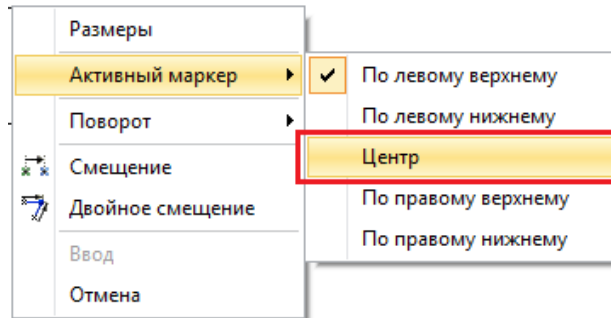 Размеры
Активный маркер
Поворот
Смещение
Двойное смещение
Ввод
Отмена
По левому верхнему
По левому нижнему
Центр
По правому верхнему
По правому нижнему